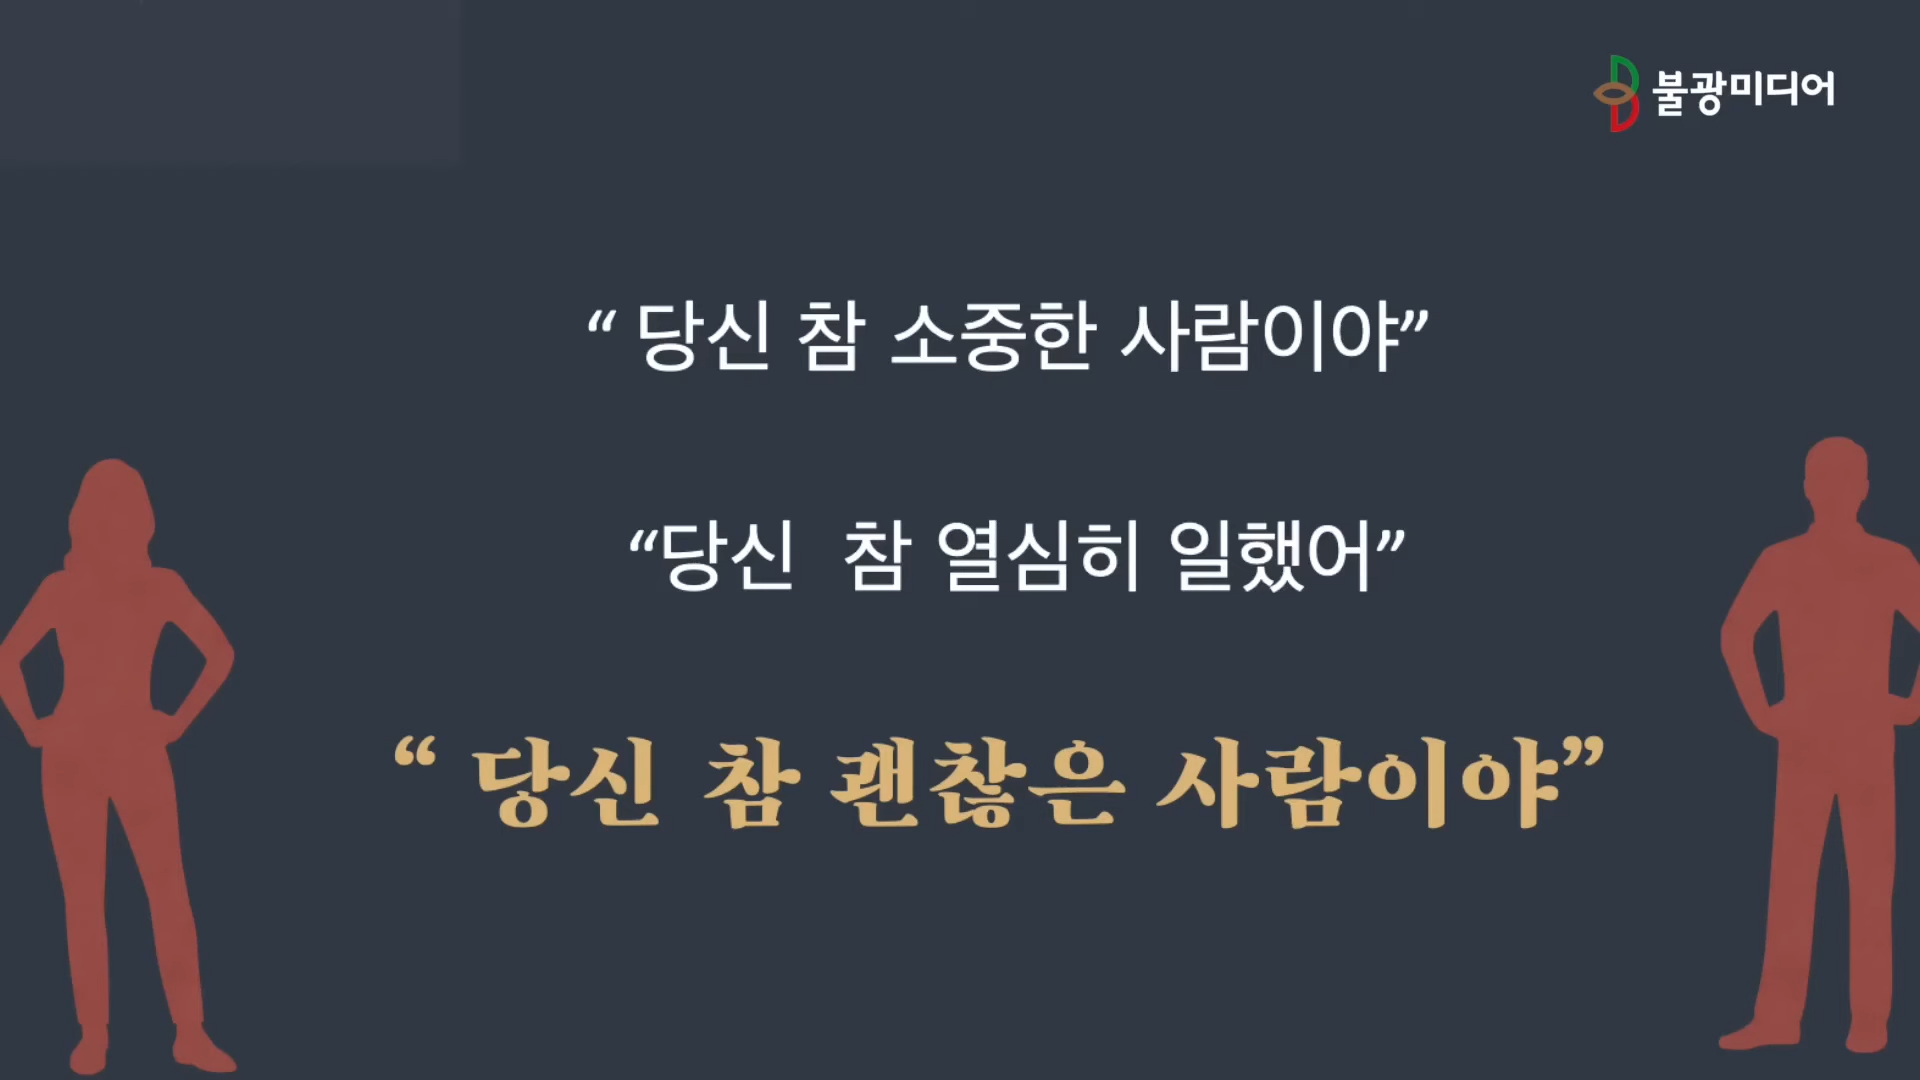 불광미디어
“ 당신 참 소중한 사람이야”
“당신  참 열심히 일했어”
“ 당신 참 괜찮은 사람이야”